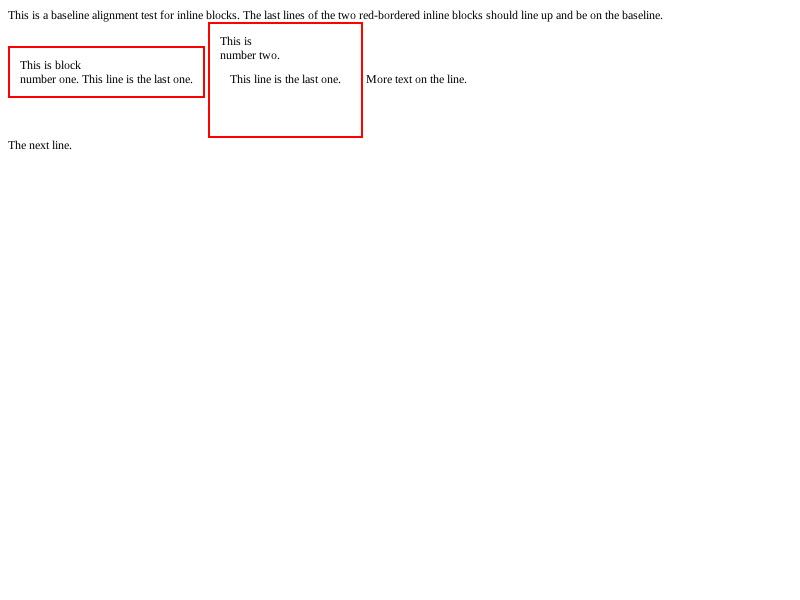 This is a baseline alignment test for inline blocks. The last lines of the two red-bordered inline blocks should line up and be on the baseline.
This is block
number one. This line is the last one.
This is
number two.
This line is the last one.
More text on the line.
The next line.